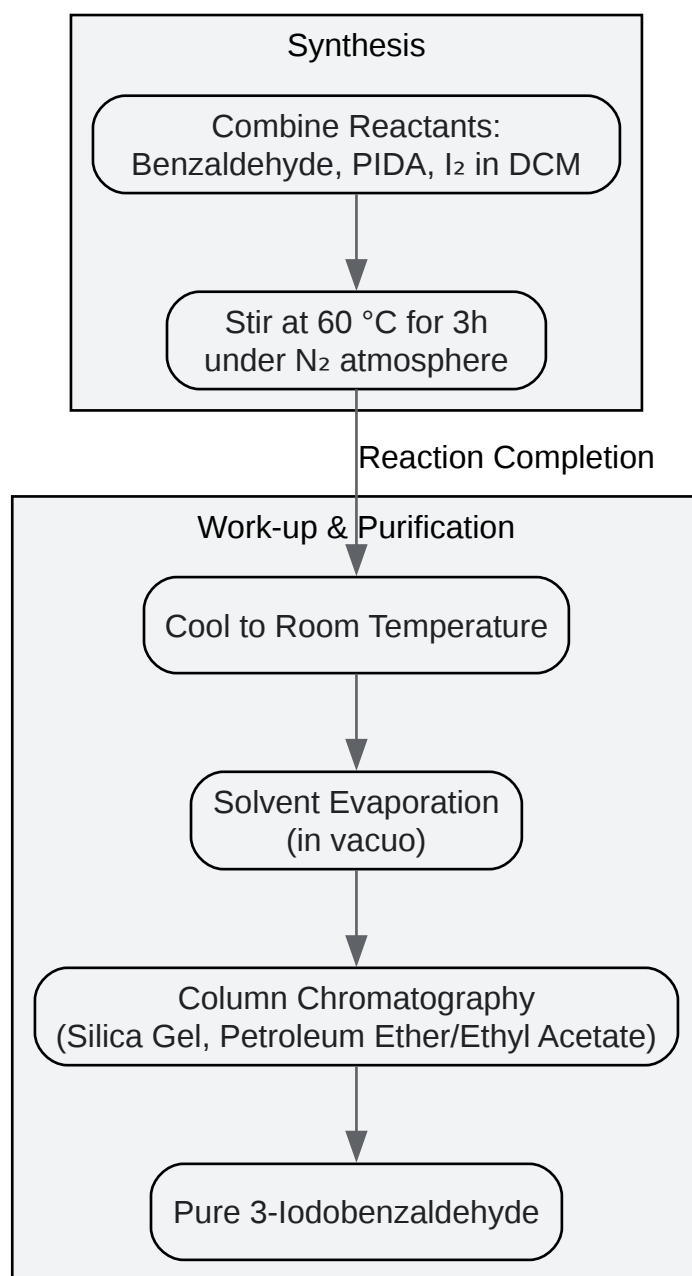 Synthesis
Combine Reactants:
Benzaldehyde, PIDA, I₂ in DCM
Stir at 60 °C for 3h
under N₂ atmosphere
Reaction Completion
Work-up & Purification
Cool to Room Temperature
Solvent Evaporation
(in vacuo)
Column Chromatography
(Silica Gel, Petroleum Ether/Ethyl Acetate)
Pure 3-Iodobenzaldehyde